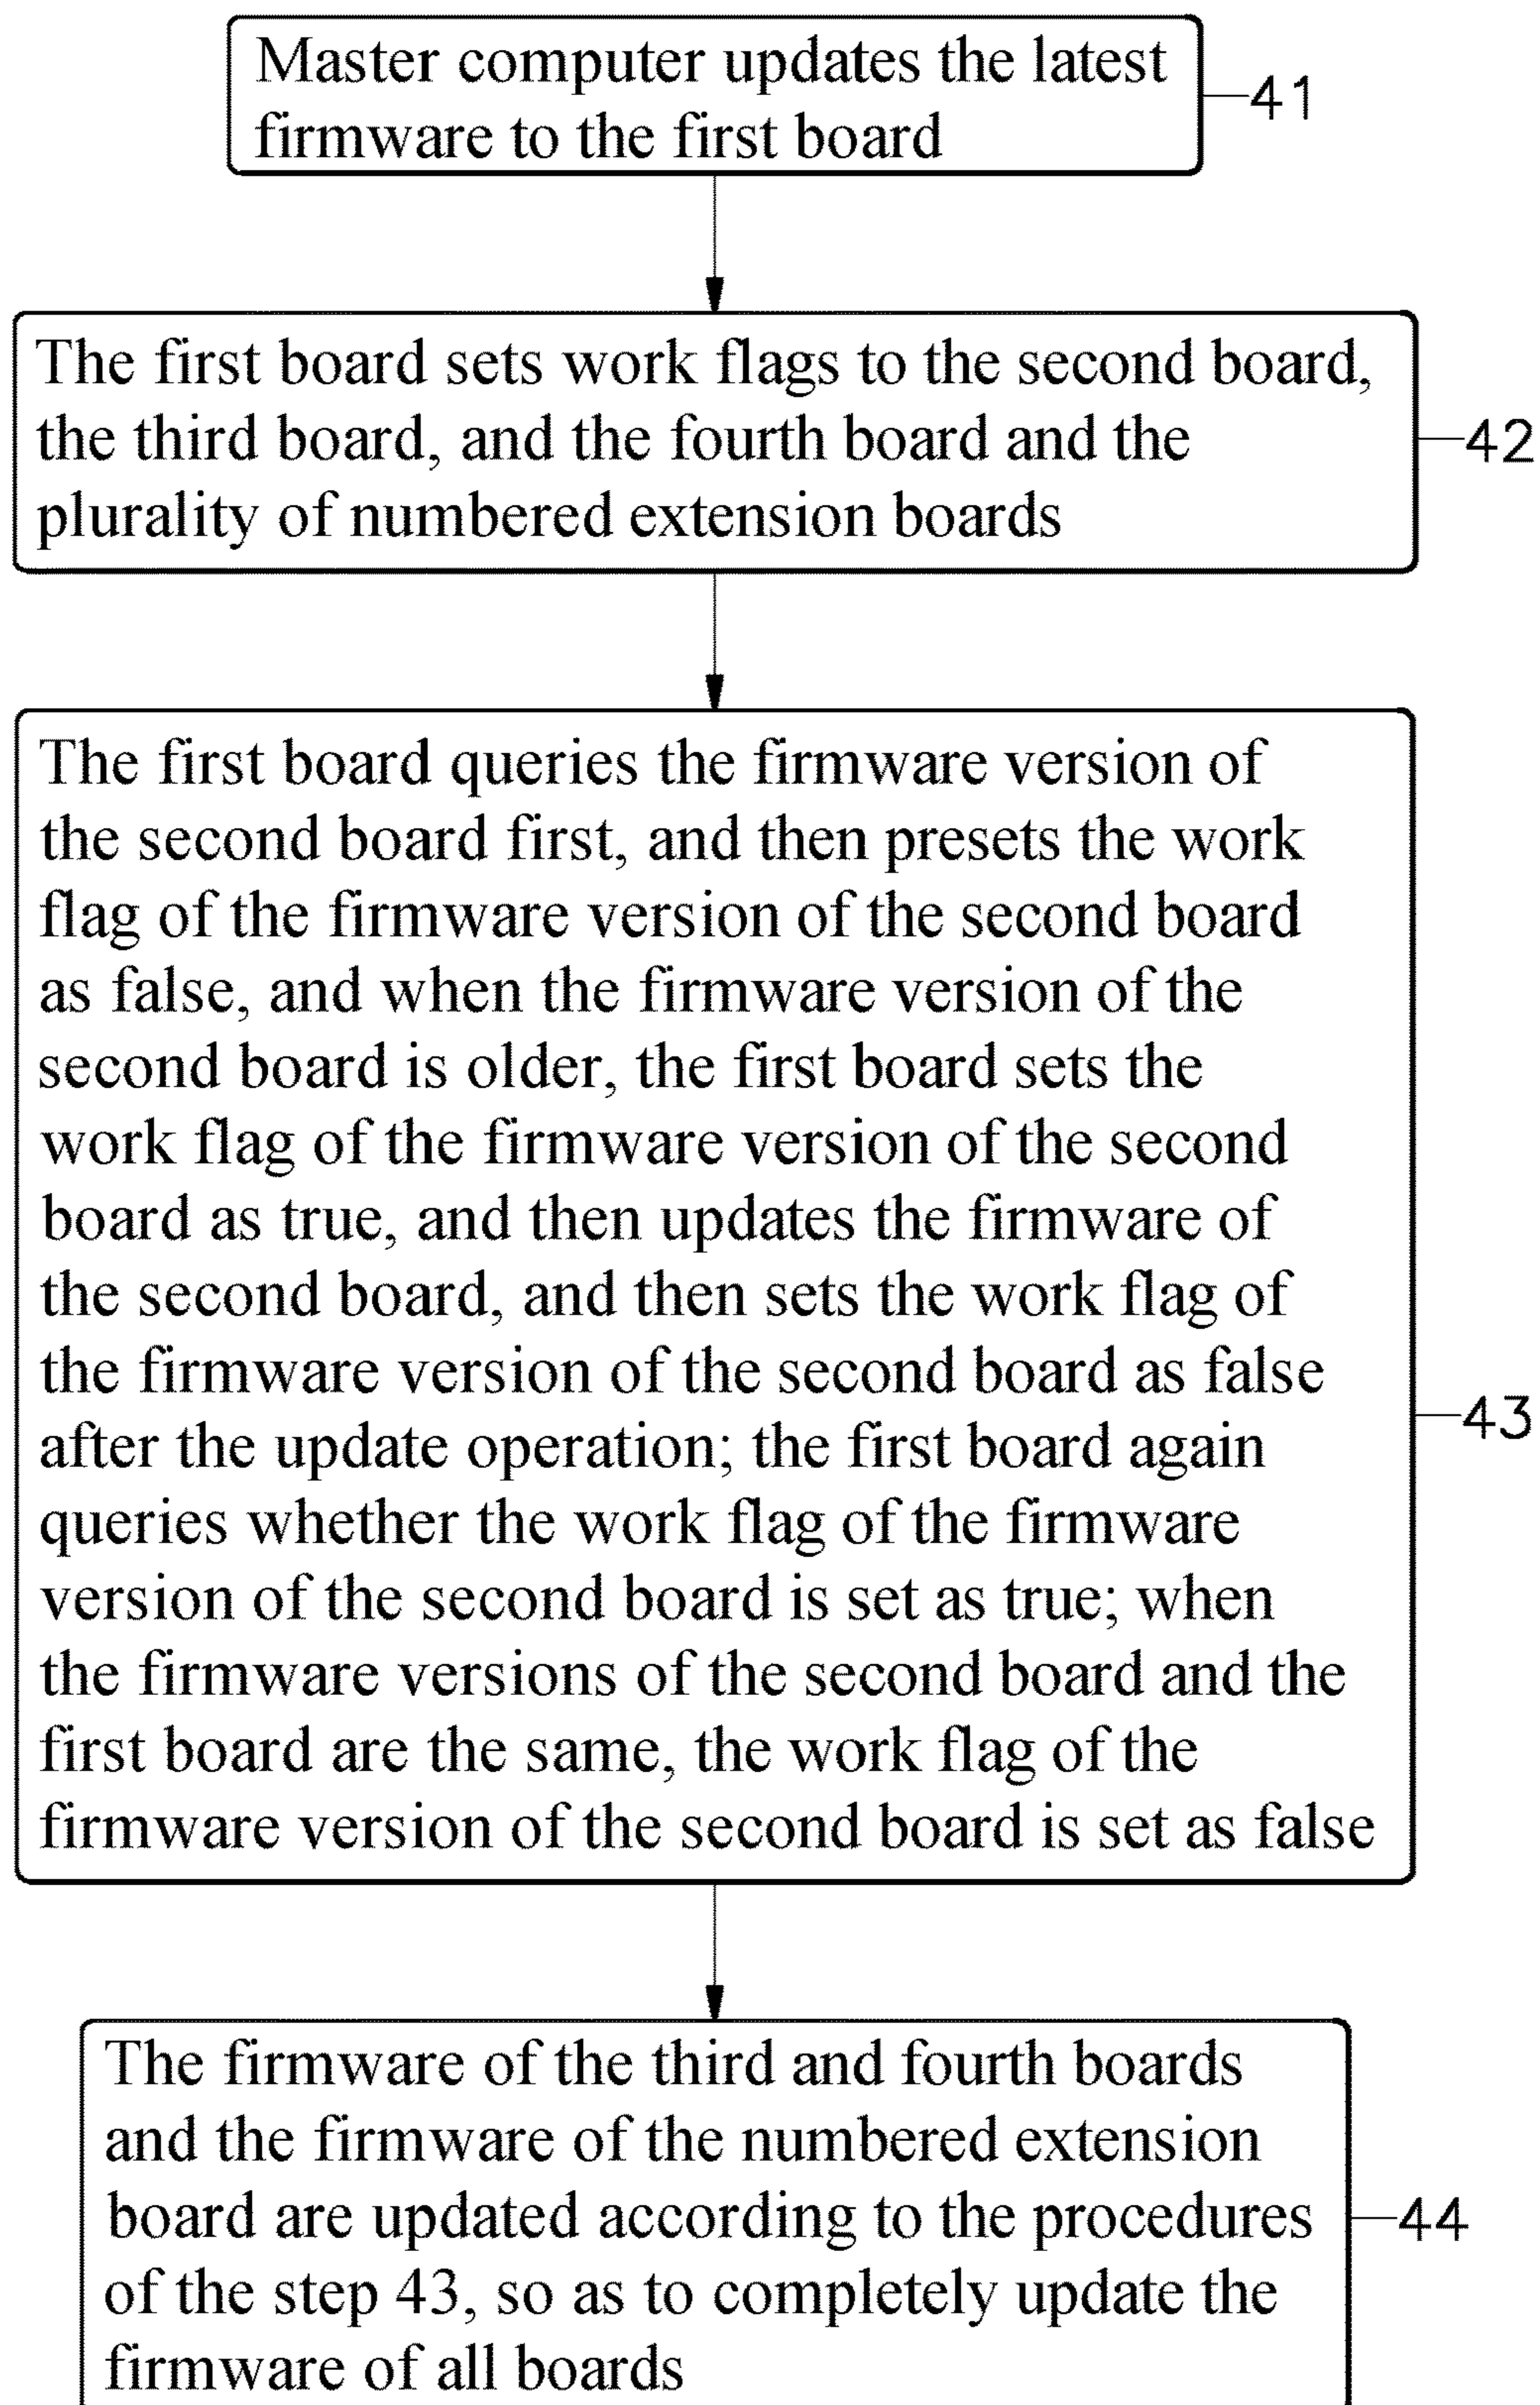 Master computer updates the latest
firmware to the first board
41
The first board sets work flags to the second board,
the third board, and the fourth board and the
plurality of numbered extension boards
42
The first board queries the firmware version of
the second board first, and then presets the work
flag of the firmware version of the second board
as false, and when the firmware version of the
second board is older, the first board sets the
work flag of the firmware version of the second
board as true, and then updates the firmware of
the second board, and then sets the work flag of
the firmware version of the second board as false
after the update operation; the first board again
queries whether the work flag of the firmware
version of the second board is set as true; when
the firmware versions of the second board and the
first board are the same, the work flag of the
firmware version of the second board is set as false
43
The firmware of the third and fourth boards
and the firmware of the numbered extension
board are updated according to the procedures
of the step 43, so as to completely update the
firmware of all boards
44